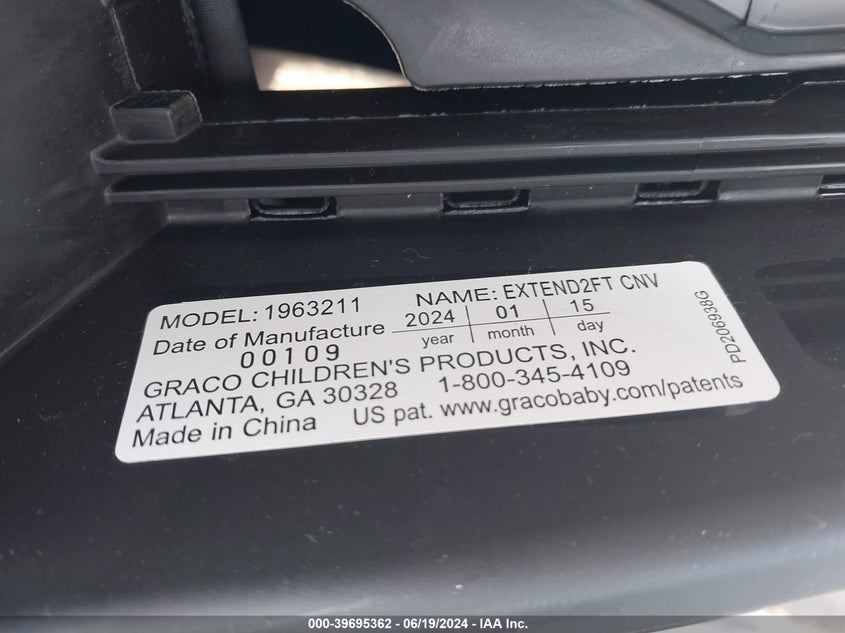 MODEL: 1963211 NAME: EXTEND2FT CNV
Date of Manufacture 2024 01 15
year month day
00109
GRACO CHILDREN'S PRODUCTS, INC.
ATLANTA, GA 30328 1-800-345-4109
Made in China US pat. www.gracobaby.com/patents
PD206938G
000-39695362 - 06/19/2024 - IAA Inc.